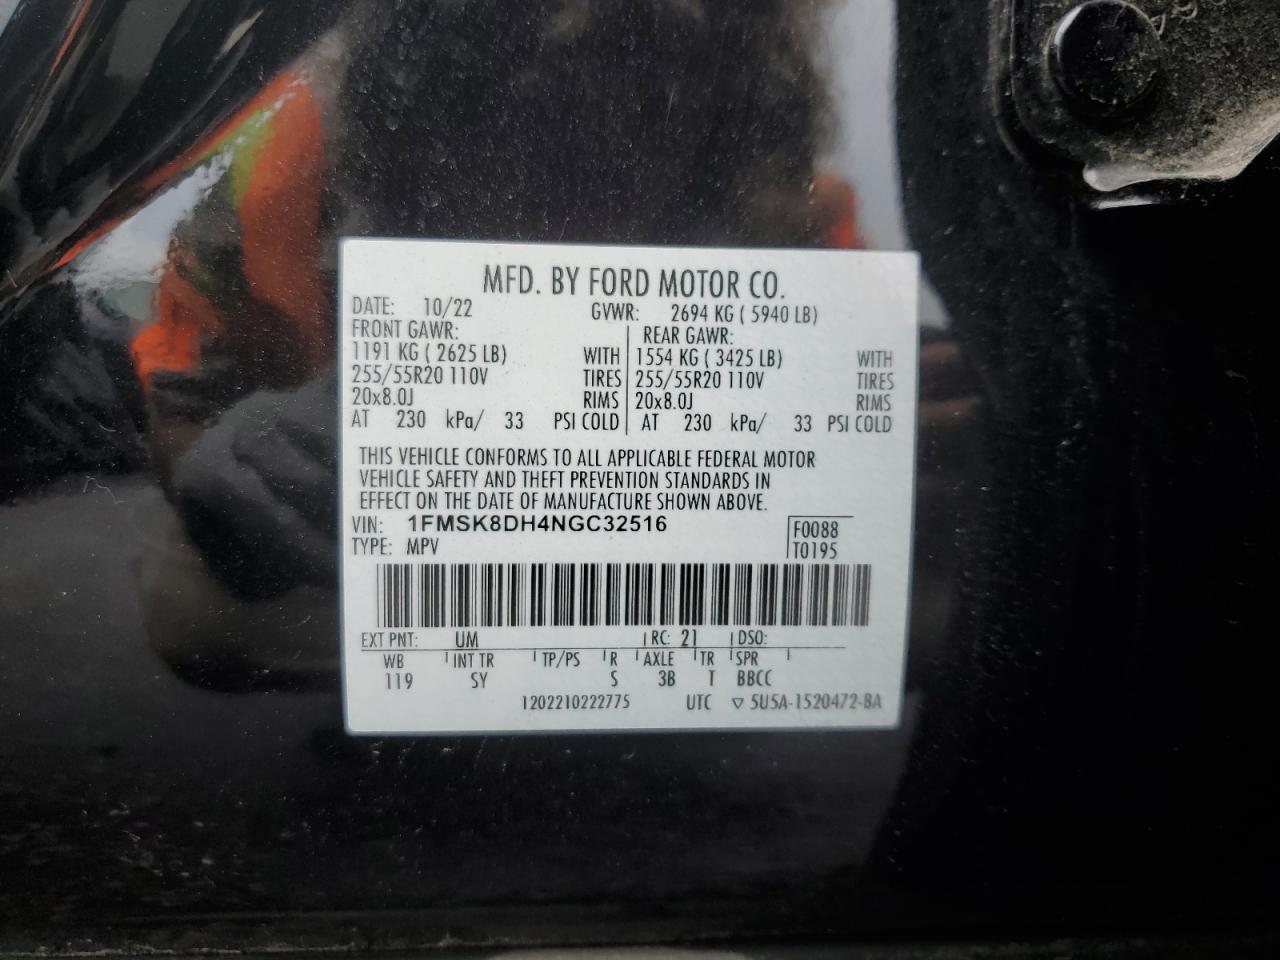 MFD. BY FORD MOTOR CO.
DATE: 10/22 GVWR: 2694 KG ( 5940 LB)
FRONT GAWR: REAR GAWR:
1191 KG ( 2625 LB) WITH 1554 KG ( 3425 LB) WITH
255/55R20 110V TIRES 255/55R20 110V TIRES
20x8.0J RIMS 20x8.0J RIMS
AT 230 kPa/ 33 PSI COLD AT 230 kPa/ 33 PSI COLD
THIS VEHICLE CONFORMS TO ALL APPLICABLE FEDERAL MOTOR
VEHICLE SAFETY AND THEFT PREVENTION STANDARDS IN
EFFECT ON THE DATE OF MANUFACTURE SHOWN ABOVE.
VIN: 1FMSK8DH4NGC32516 F0088
TYPE: MPV T0195
EXT PNT: UM RC: 21 DSO:
WB INT TR TP/PS R AXLE TR SPR
119 SY S 3B T BBCC
1202210222775 UTC ▽ 5U5A-1520472-BA